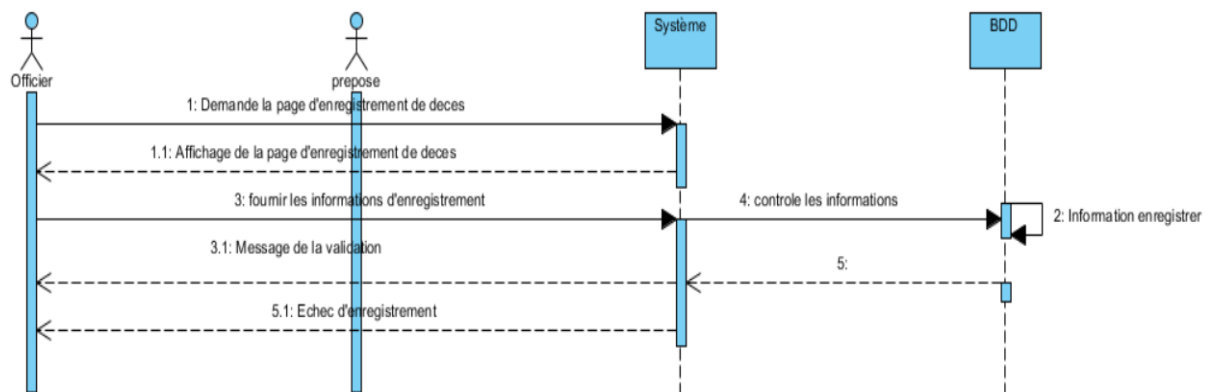 Système
BDD
Officier
prepose
1: Demande la page d'enregistrement de deces
1.1: Affichage de la page d'enregistrement de deces
3: fournir les informations d'enregistrement
4: controle les informations
2: Information enregistrer
3.1: Message de la validation
5:
5.1: Echec d'enregistrement